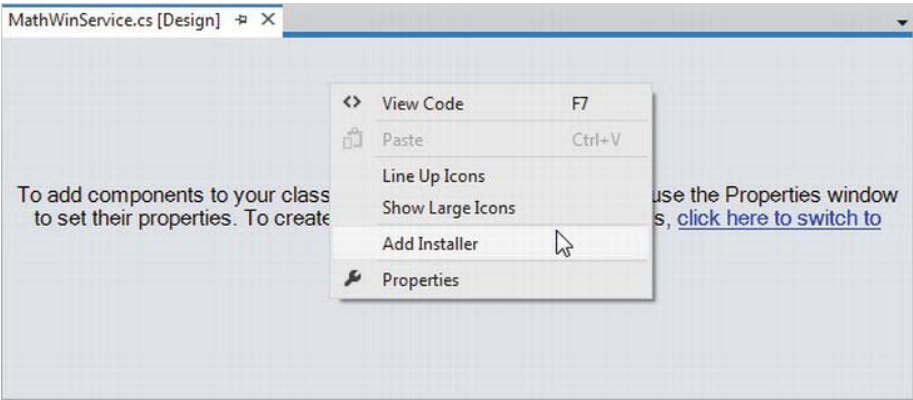 MathWinService.cs [Design]
View Code F7
Paste Ctrl+V
Line Up Icons
To add components to your class use the Properties window
Show Large Icons
to set their properties. To create s, click here to switch to
Add Installer
Properties